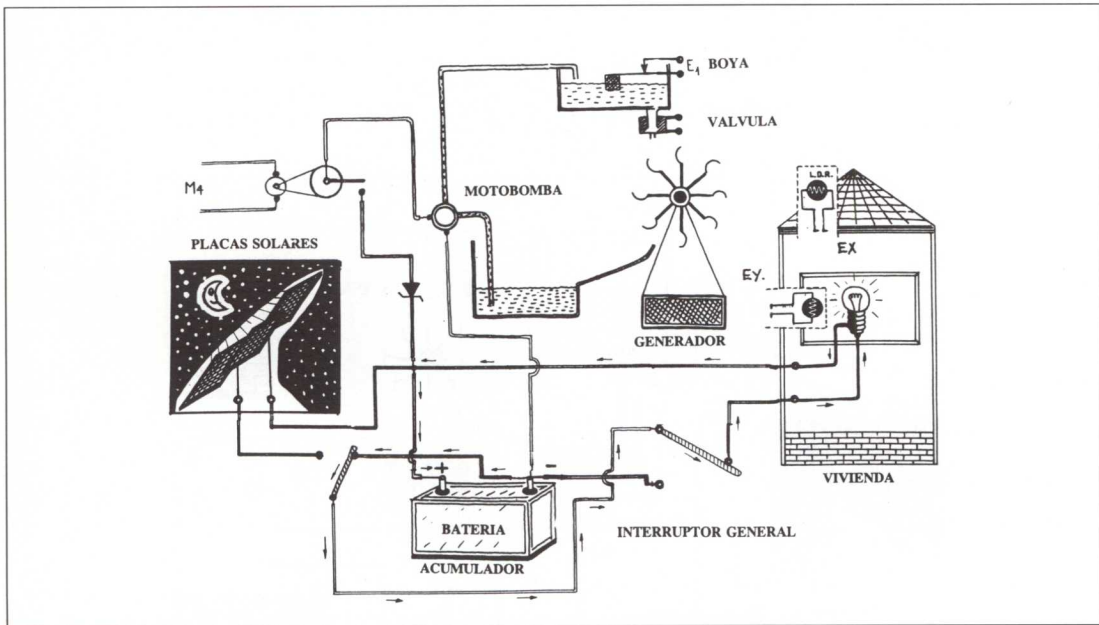 E1 BOYA
VALVULA
M4
MOTOBOMBA
L.D.R.
PLACAS SOLARES
EX
EY.
GENERADOR
+
-
VIVIENDA
BATERIA
INTERRUPTOR GENERAL
ACUMULADOR